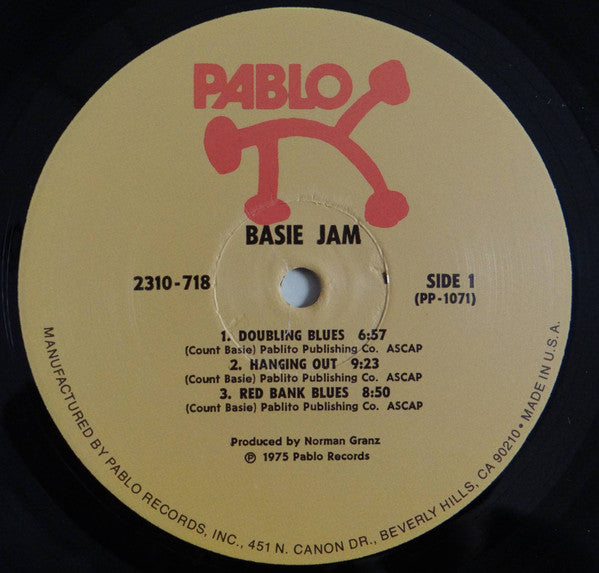 PABLO
BASIE JAM
2310-718
SIDE 1
(PP-1071)
1. DOUBLING BLUES 6:57
(Count Basie) Pablito Publishing Co. ASCAP
2. HANGING OUT 9:23
(Count Basie) Pablito Publishing Co. ASCAP
3. RED BANK BLUES 8:50
(Count Basie) Pablito Publishing Co. ASCAP
Produced by Norman Granz
℗ 1975 Pablo Records
MANUFACTURED BY PABLO RECORDS, INC., 451 N. CANON DR., BEVERLY HILLS, CA 90210 • MADE IN U.S.A.